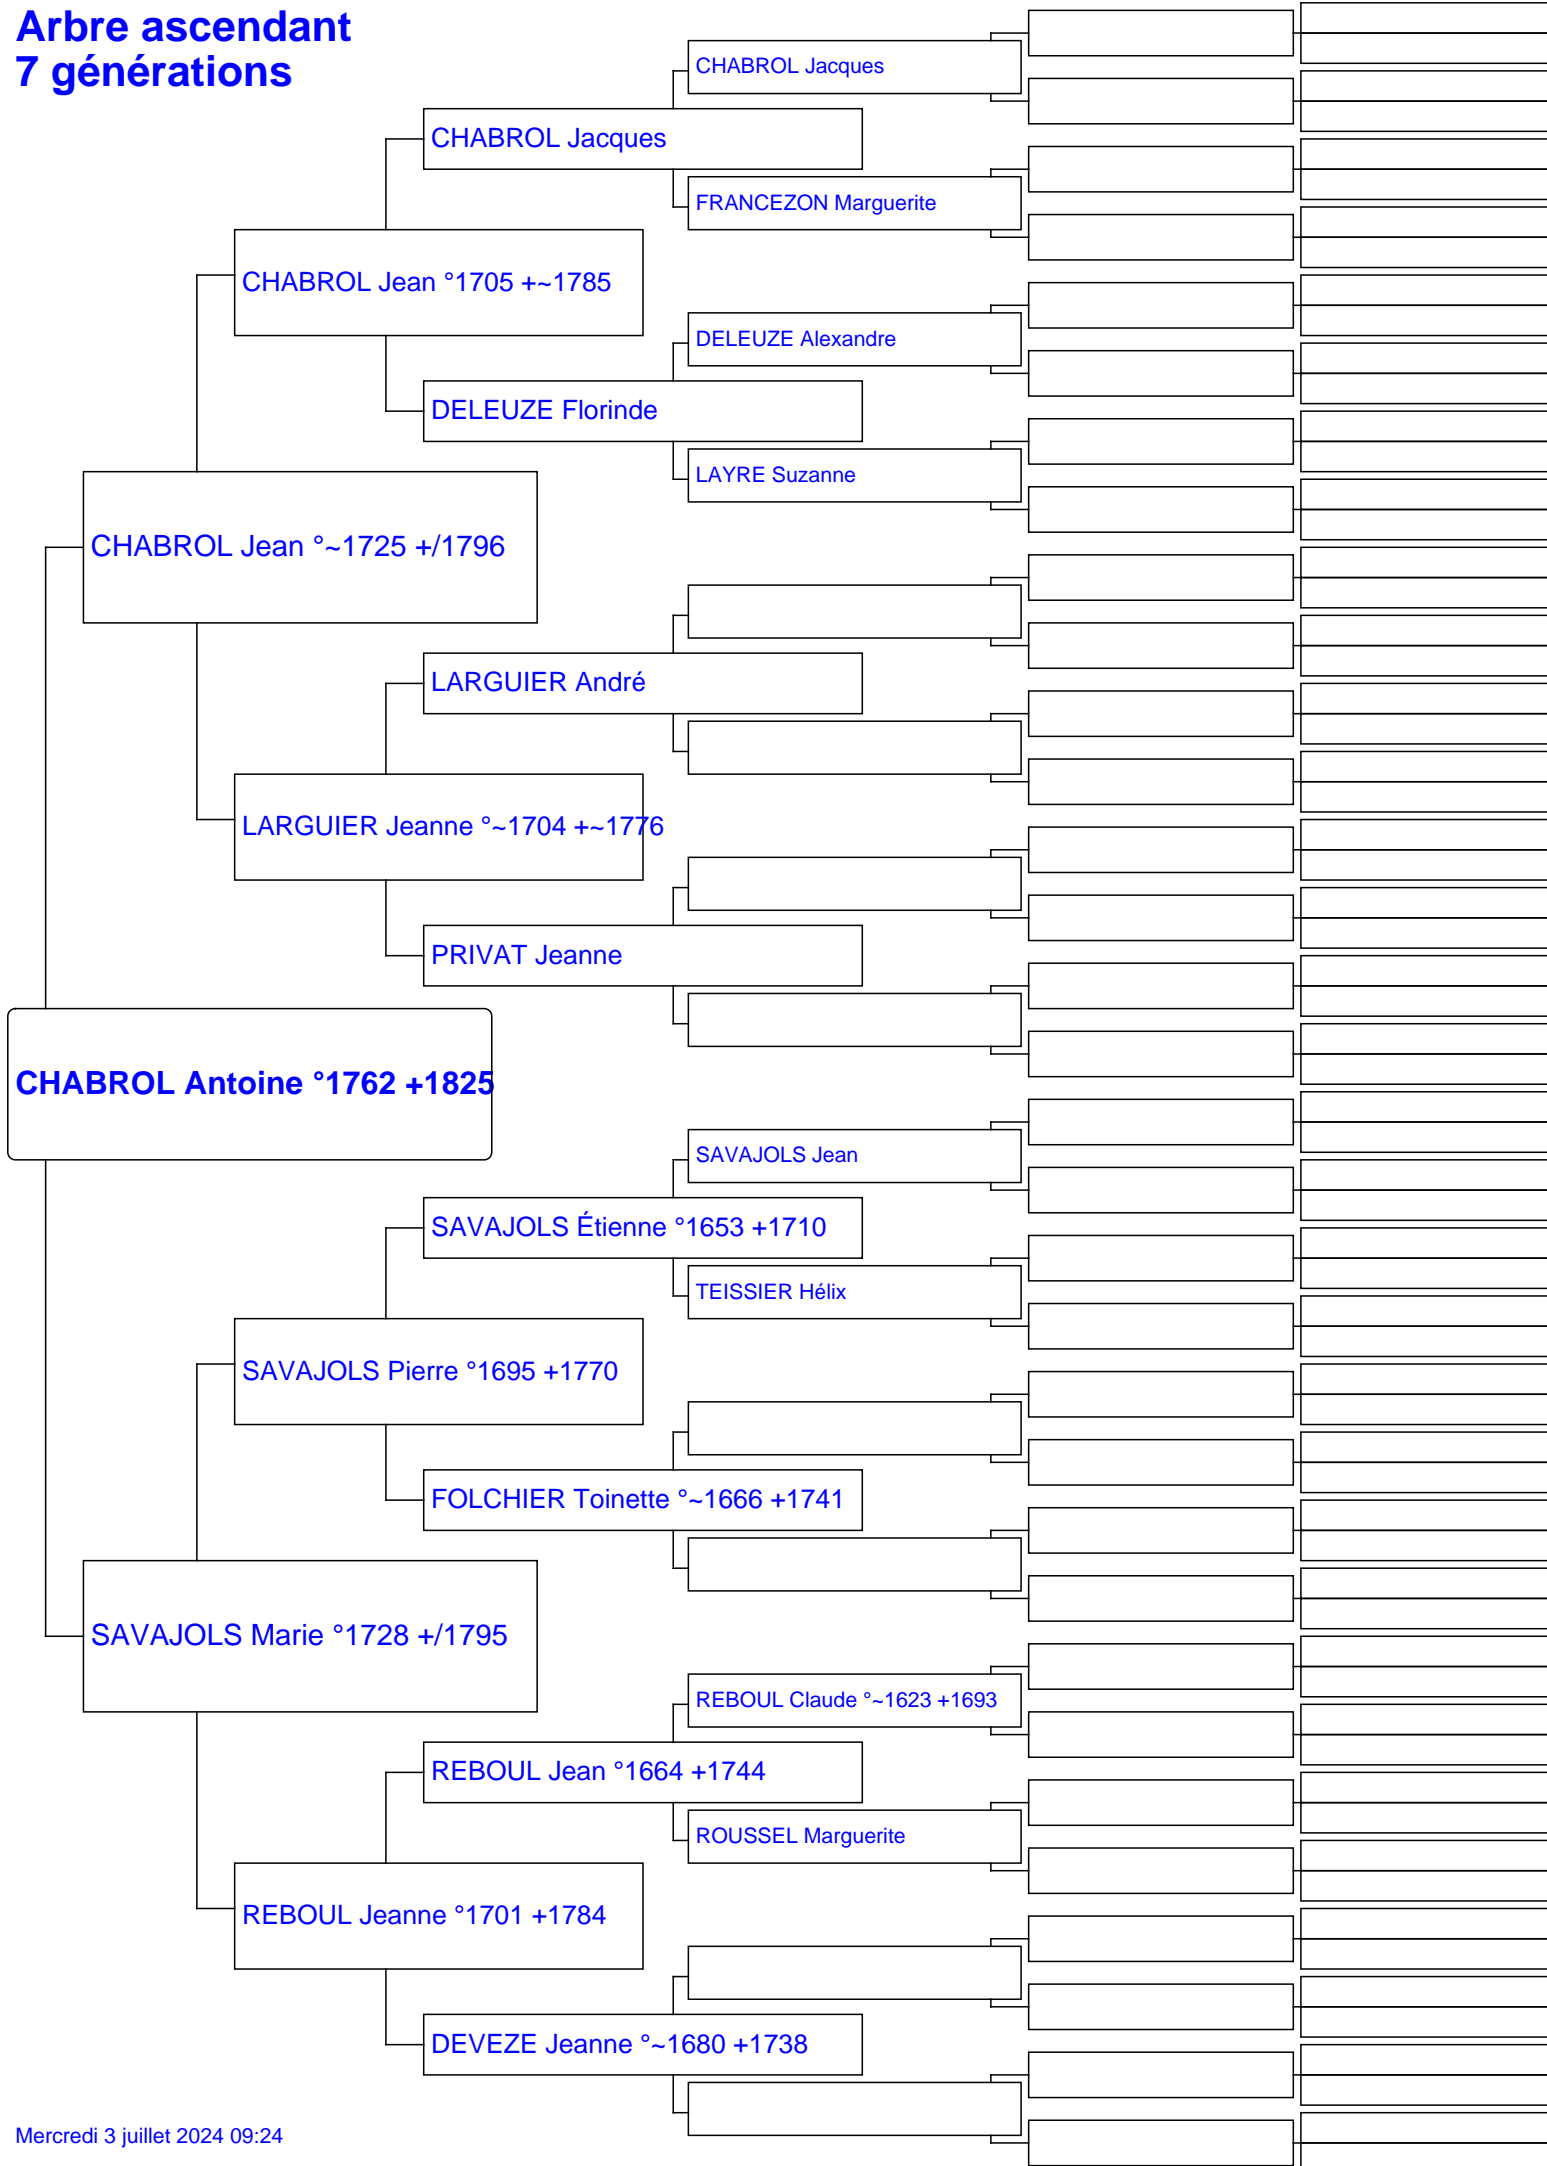 Arbre ascendant
7 générations
CHABROL Jacques
CHABROL Jacques
FRANCEZON Marguerite
CHABROL Jean °1705 +~1785
DELEUZE Alexandre
DELEUZE Florinde
LAYRE Suzanne
CHABROL Jean °~1725 +/1796
LARGUIER André
LARGUIER Jeanne °~1704 +~1776
PRIVAT Jeanne
CHABROL Antoine °1762 +1825
SAVAJOLS Jean
SAVAJOLS Étienne °1653 +1710
TEISSIER Hélix
SAVAJOLS Pierre °1695 +1770
FOLCHIER Toinette °~1666 +1741
SAVAJOLS Marie °1728 +/1795
REBOUL Claude °~1623 +1693
REBOUL Jean °1664 +1744
ROUSSEL Marguerite
REBOUL Jeanne °1701 +1784
DEVEZE Jeanne °~1680 +1738
Mercredi 3 juillet 2024 09:24